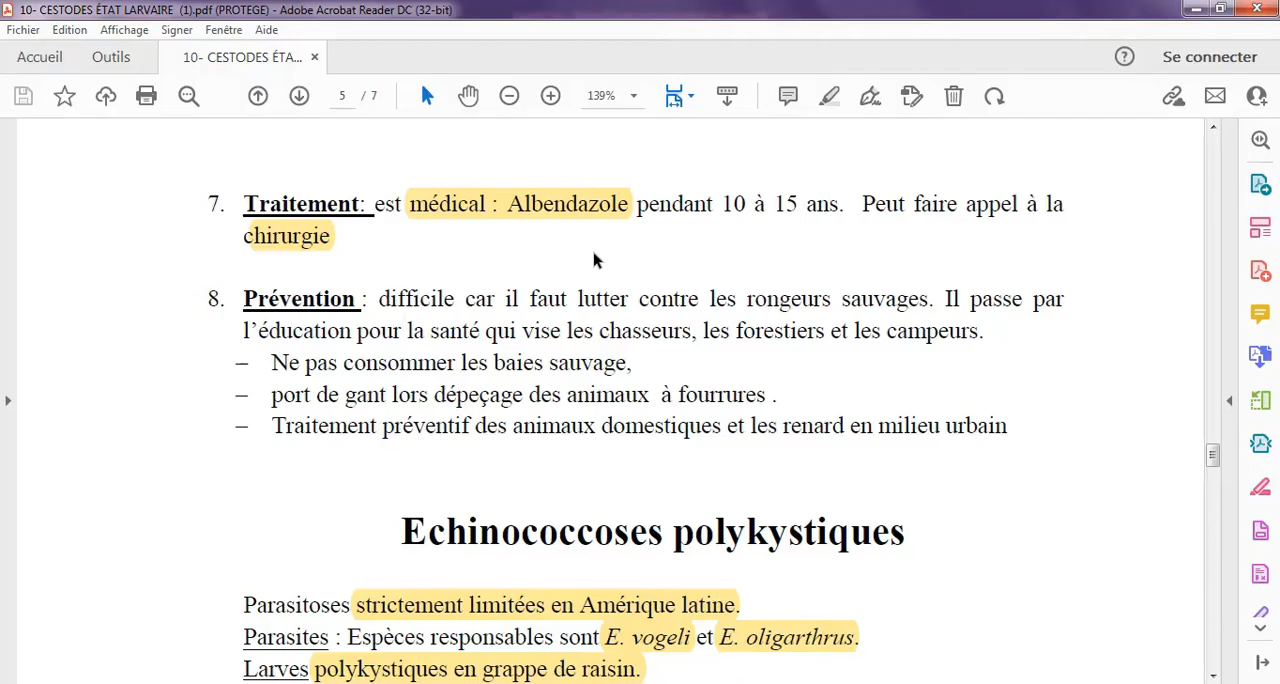 10- CESTODES ÉTAT LARVAIRE (1).pdf (PROTEGE) - Adobe Acrobat Reader DC (32-bit)
Fichier Edition Affichage Signer Fenêtre Aide
Accueil Outils 10- CESTODES ÉTA... × Se connecter
5 / 7 139%
7. Traitement: est médical : Albendazole pendant 10 à 15 ans. Peut faire appel à la
chirurgie
8. Prévention : difficile car il faut lutter contre les rongeurs sauvages. Il passe par
l’éducation pour la santé qui vise les chasseurs, les forestiers et les campeurs.
– Ne pas consommer les baies sauvage,
– port de gant lors dépeçage des animaux à fourrures .
– Traitement préventif des animaux domestiques et les renard en milieu urbain
Echinococcoses polykystiques
Parasitoses strictement limitées en Amérique latine.
Parasites : Espèces responsables sont E. vogeli et E. oligarthrus.
Larves polykystiques en grappe de raisin.